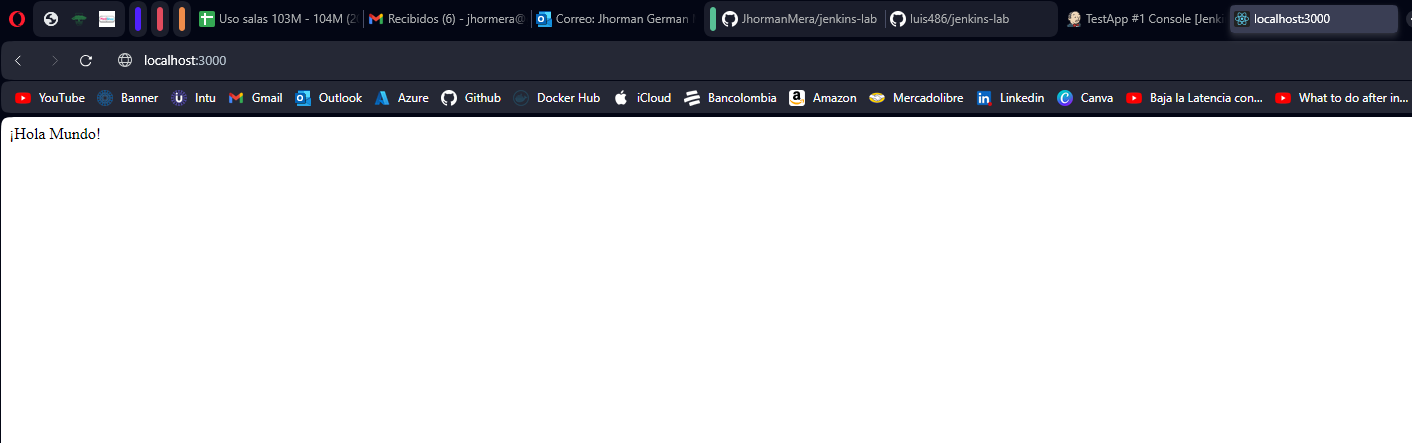 Uso salas 103M - 104M (20
Recibidos (6) - jhormera@
Correo: Jhorman German
JhormanMera/jenkins-lab
luis486/jenkins-lab
TestApp #1 Console [Jenki
localhost:3000
localhost:3000
YouTube
Banner
Intu
Gmail
Outlook
Azure
Github
Docker Hub
iCloud
Bancolombia
Amazon
Mercadolibre
Linkedin
Canva
Baja la Latencia con...
What to do after in...
¡Hola Mundo!